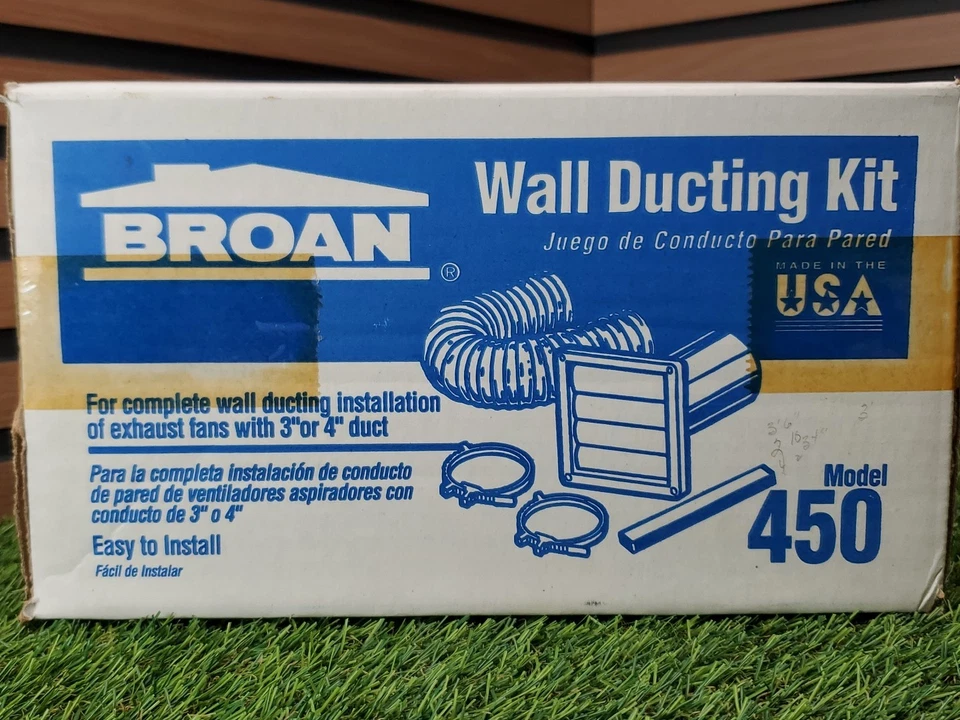 BROAN®
Wall Ducting Kit
Juego de Conducto Para Pared
MADE IN THE
USA
For complete wall ducting installation
of exhaust fans with 3"or 4" duct
Para la completa instalación de conducto
de pared de ventiladores aspiradores con
conducto de 3" o 4"
Easy to Install
Fácil de Instalar
Model
450